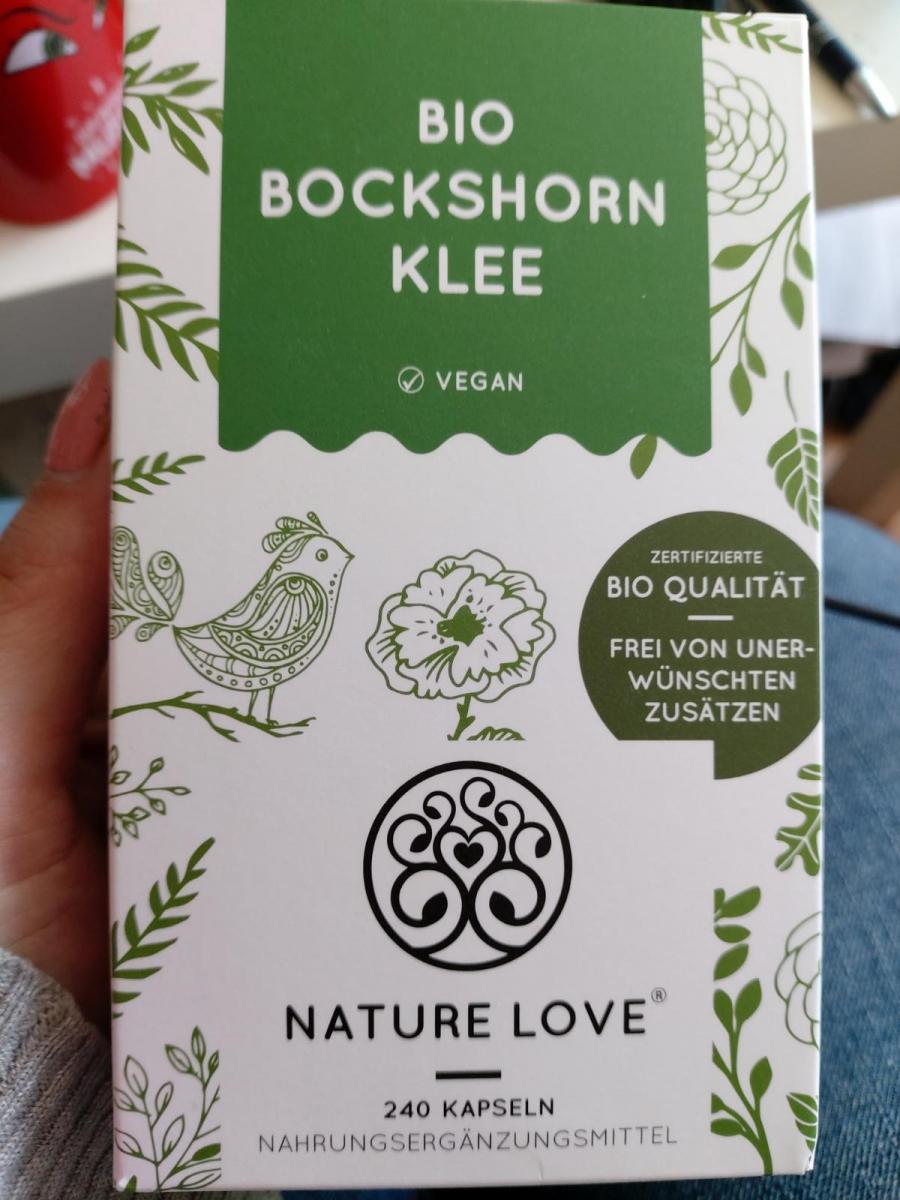 BIO
BOCKSHORN
KLEE
VEGAN
ZERTIFIZIERTE
BIO QUALITÄT
FREI VON UNER-
WÜNSCHTEN
ZUSÄTZEN
NATURE LOVE®
240 KAPSELN
NAHRUNGSERGÄNZUNGSMITTEL